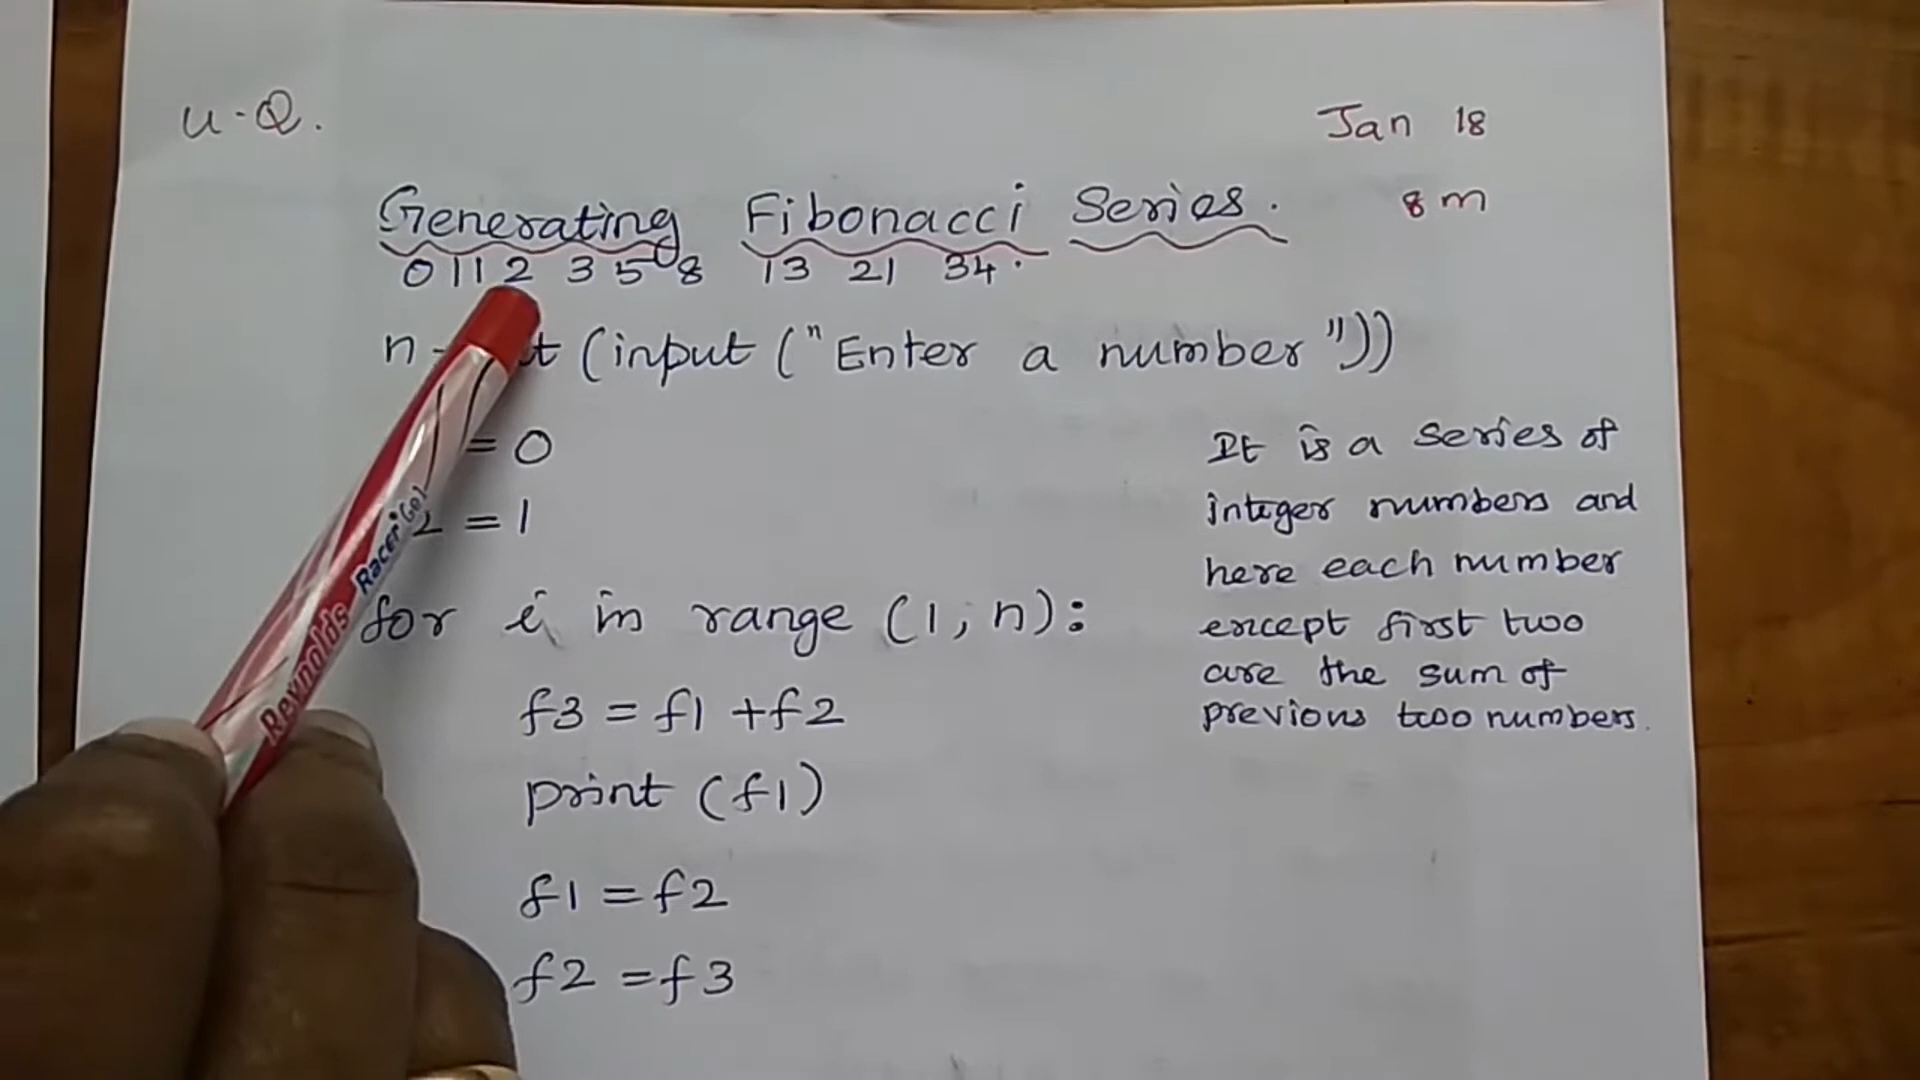 U-Q.
Jan 18
8 m
Generating Fibonacci Series.
0 1 1 2 3 5 8 13 21 34.
n (input ("Enter a number"))
= 0
2 = 1
for i in range (1, n):
f3 = f1 + f2
print (f1)
f1 = f2
f2 = f3
It is a series of
integer numbers and
here each number
except first two
are the sum of
previous two numbers.
Reynolds Racer Gel